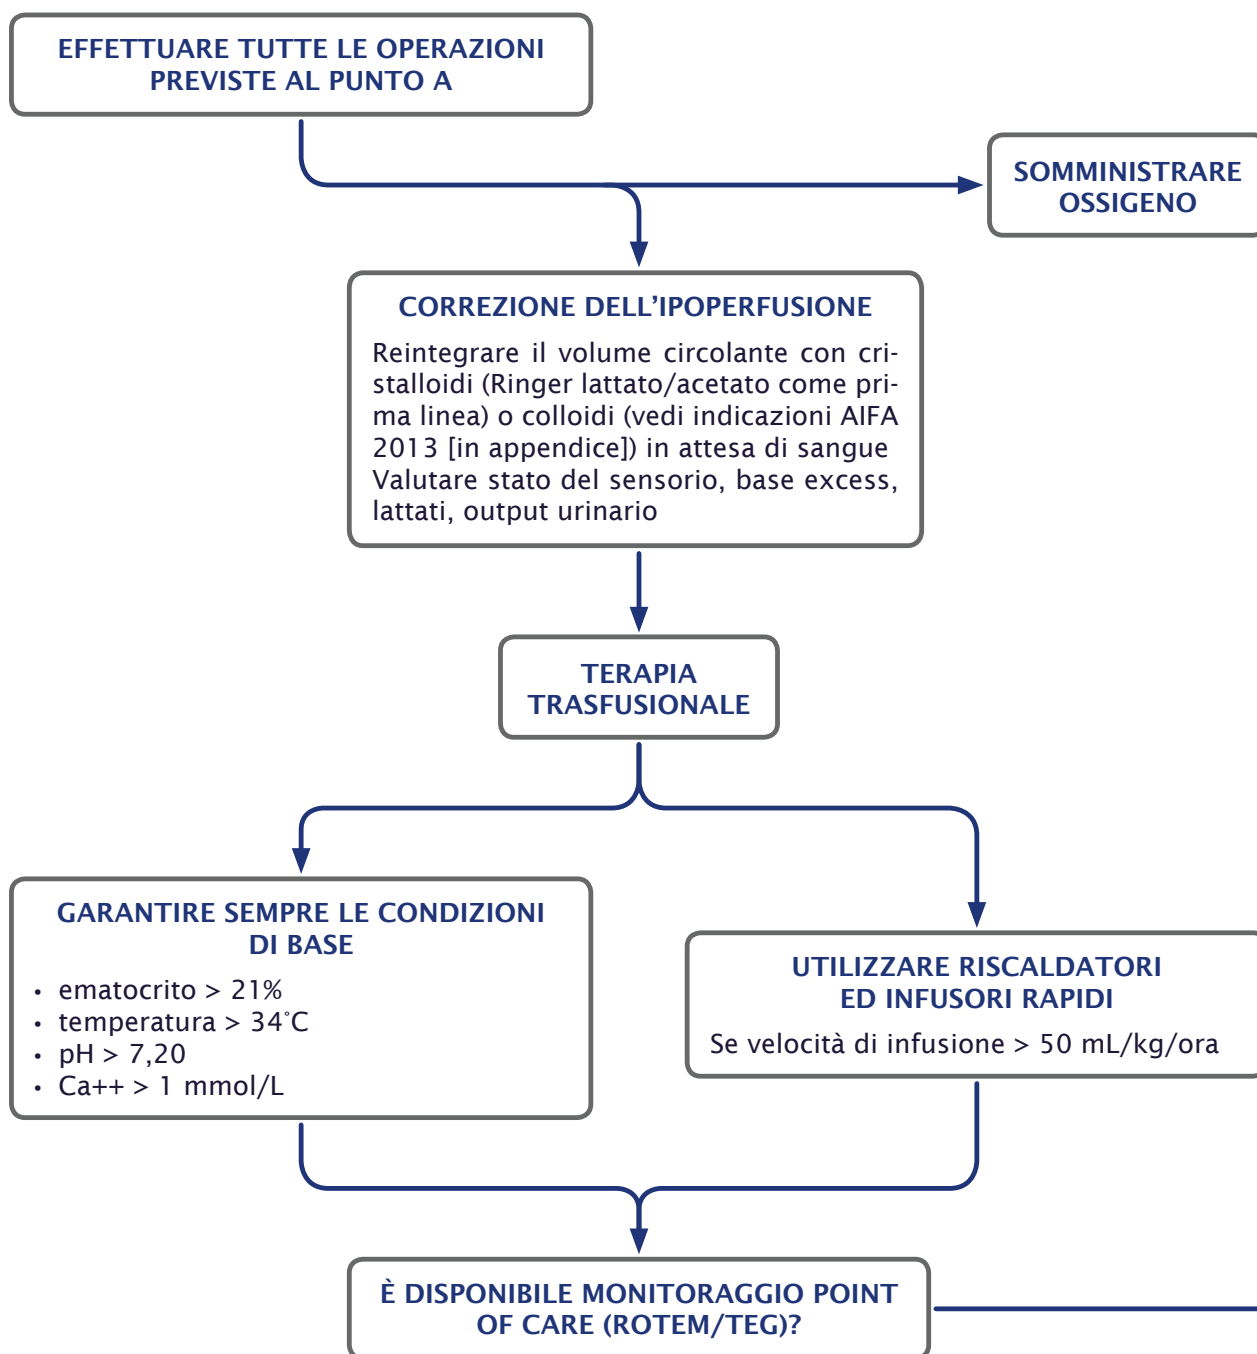 EFFETTUARE TUTTE LE OPERAZIONI
PREVISTE AL PUNTO A
SOMMINISTRARE
OSSIGENO
CORREZIONE DELL’IPOPERFUSIONE
Reintegrare il volume circolante con cri-
stalloidi (Ringer lattato/acetato come pri-
ma linea) o colloidi (vedi indicazioni AIFA
2013 [in appendice]) in attesa di sangue
Valutare stato del sensorio, base excess,
lattati, output urinario
TERAPIA
TRASFUSIONALE
GARANTIRE SEMPRE LE CONDIZIONI
DI BASE
• ematocrito > 21%
• temperatura > 34°C
• pH > 7,20
• Ca++ > 1 mmol/L
UTILIZZARE RISCALDATORI
ED INFUSORI RAPIDI
Se velocità di infusione > 50 mL/kg/ora
È DISPONIBILE MONITORAGGIO POINT
OF CARE (ROTEM/TEG)?